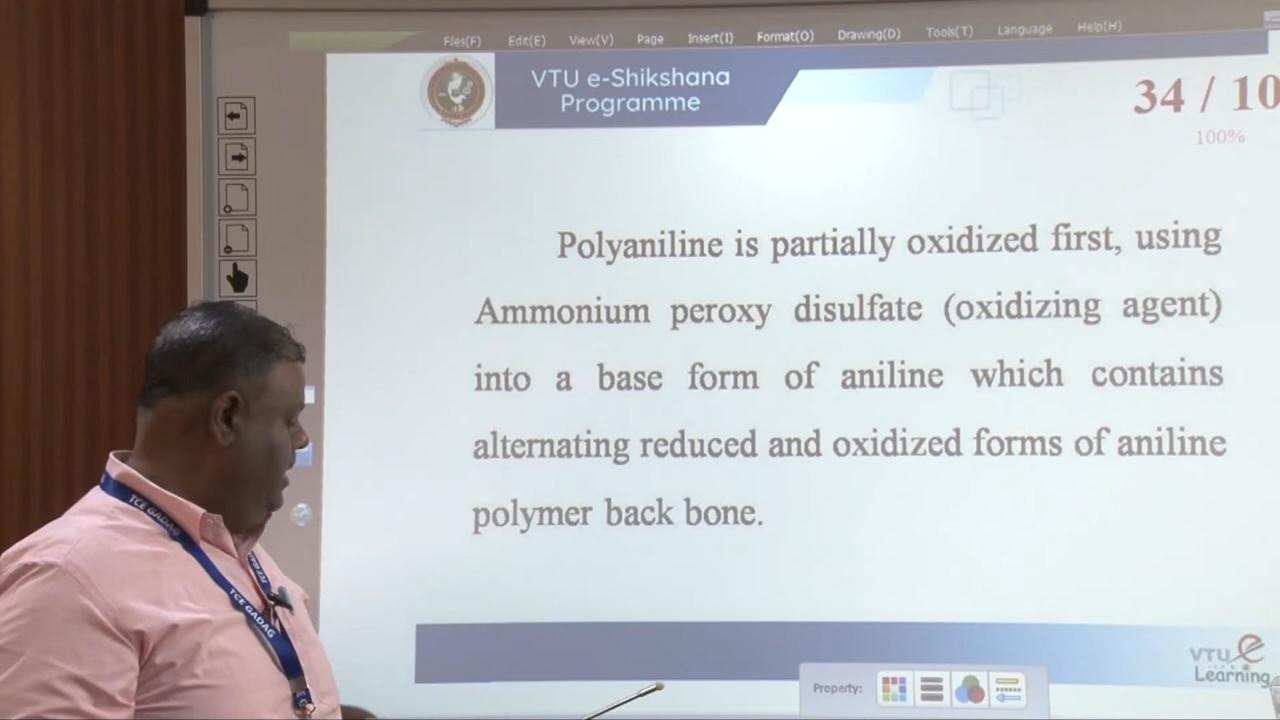 Files(F) Edit(E) View(V) Page Insert(I) Format(O) Drawing(D) Tools(T) Language Help(H)
VTU e-Shikshana
Programme
34 / 10
100%
Polyaniline is partially oxidized first, using
Ammonium peroxy disulfate (oxidizing agent)
into a base form of aniline which contains
alternating reduced and oxidized forms of aniline
polymer back bone.
TCE GADAG
TCE GADAG
VTU e
Learning
Property: